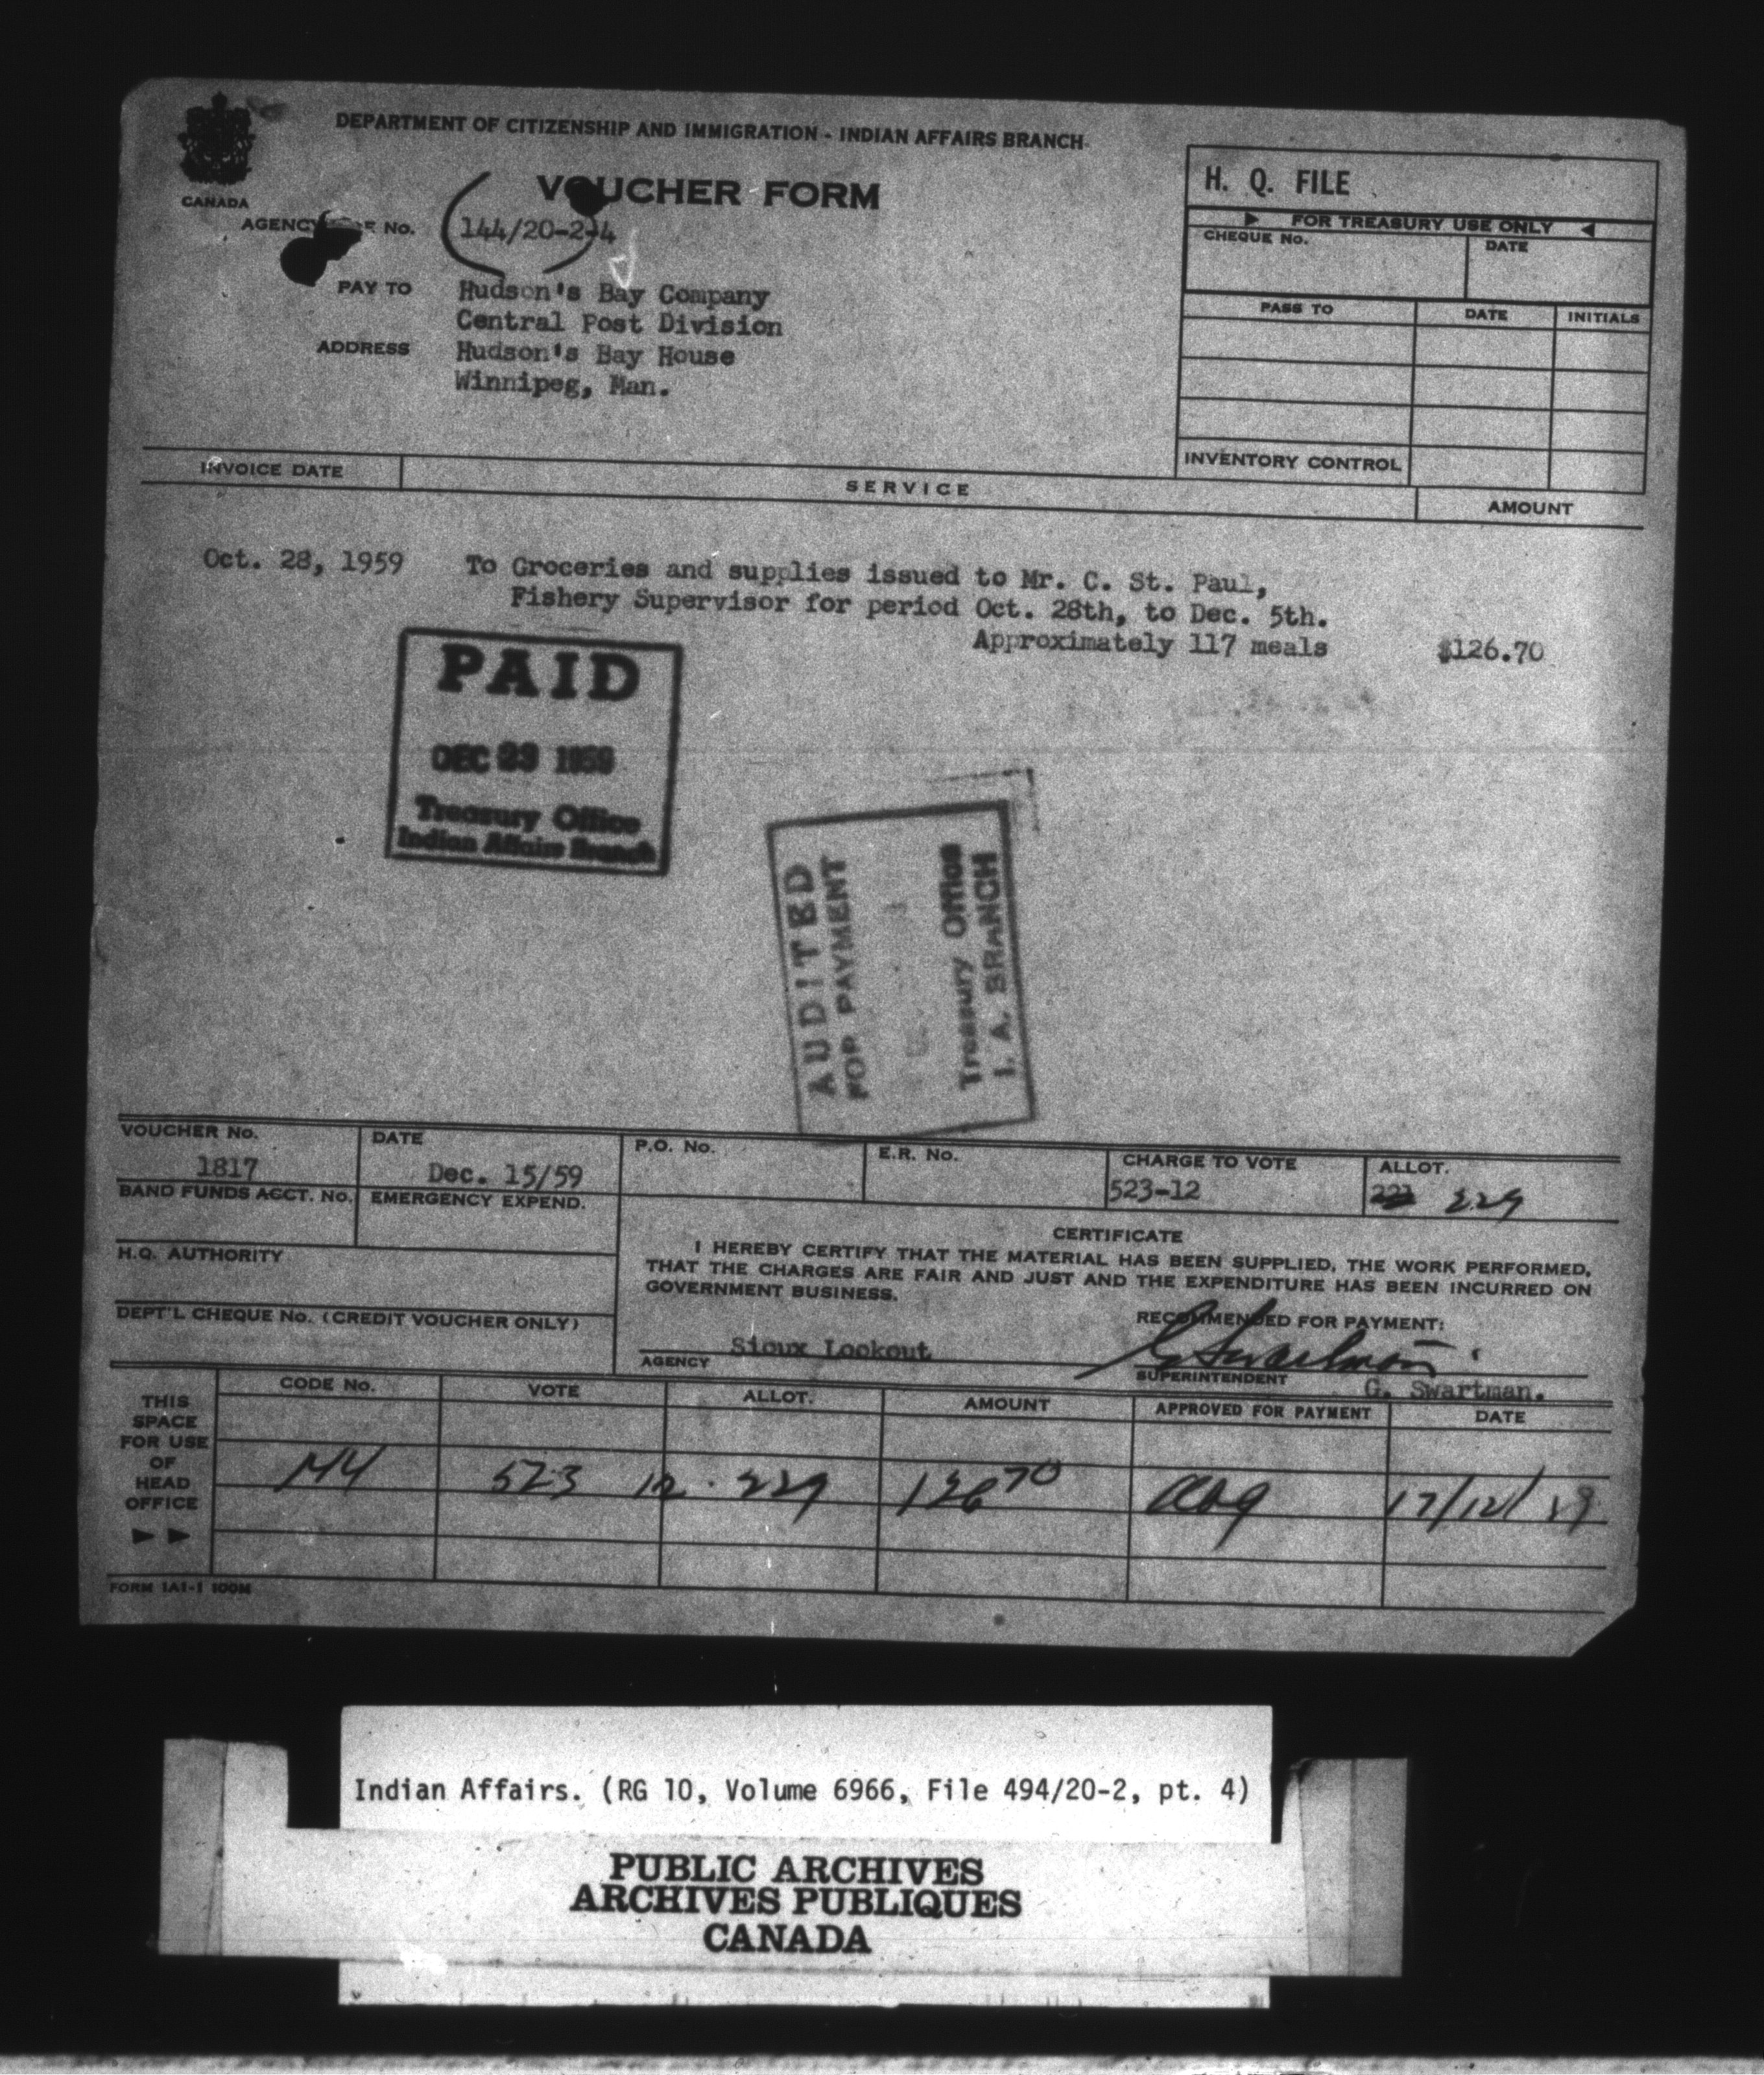 DEPARTMENT OF CITIZENSHIP AND IMMIGRATION - INDIAN AFFAIRS BRANCH
CANADA
VOUCHER FORM
AGENCY FILE No. 144/20-2-4
PAY TO Hudson's Bay Company
Central Post Division
ADDRESS Hudson's Bay House
Winnipeg, Man.
H. Q. FILE
FOR TREASURY USE ONLY
CHEQUE No. DATE
PASS TO DATE INITIALS
INVENTORY CONTROL
INVOICE DATE SERVICE AMOUNT
Oct. 28, 1959 To Groceries and supplies issued to Mr. C. St. Paul,
Fishery Supervisor for period Oct. 28th, to Dec. 5th.
Approximately 117 meals $126.70
PAID
DEC 23 1959
Treasury Office
Indian Affairs Branch
AUDITED
FOR PAYMENT
Treasury Office
I. A. BRANCH
VOUCHER No. DATE P.O. No. E.R. No. CHARGE TO VOTE ALLOT.
1817 Dec. 15/59 523-12 221 229
BAND FUNDS ACCT. No. EMERGENCY EXPEND.
H.Q. AUTHORITY
DEPT'L CHEQUE No. (CREDIT VOUCHER ONLY)
CERTIFICATE
I HEREBY CERTIFY THAT THE MATERIAL HAS BEEN SUPPLIED, THE WORK PERFORMED,
THAT THE CHARGES ARE FAIR AND JUST AND THE EXPENDITURE HAS BEEN INCURRED ON
GOVERNMENT BUSINESS.
RECOMMENDED FOR PAYMENT:
Sioux Lookout G Swartman
AGENCY SUPERINTENDENT G. Swartman.
THIS
SPACE
FOR USE
OF
HEAD
OFFICE
CODE No. VOTE ALLOT. AMOUNT APPROVED FOR PAYMENT DATE
144 523 12 . 229 126 70 17/12/59
FORM 1A1-1 100M
Indian Affairs. (RG 10, Volume 6966, File 494/20-2, pt. 4)
PUBLIC ARCHIVES
ARCHIVES PUBLIQUES
CANADA